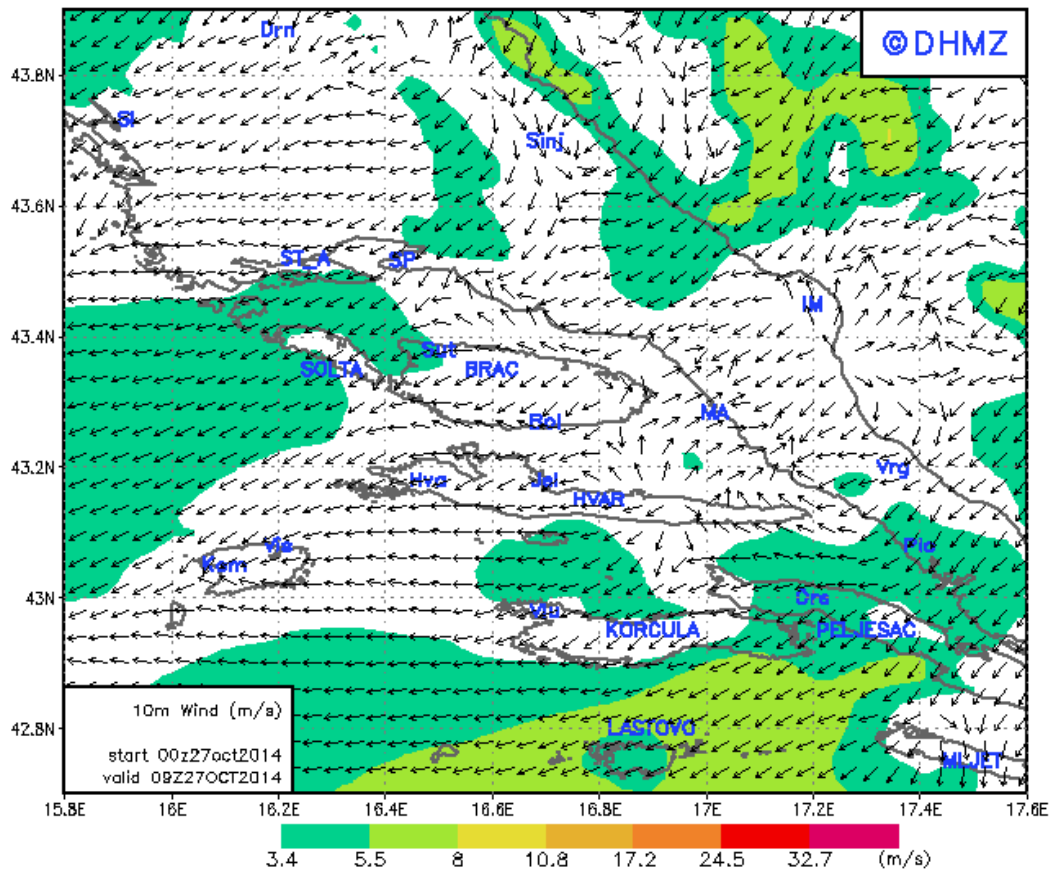 ©DHMZ
Drn
43.8N
SI
Sinj
43.6N
ST_A
SP
IM
43.4N
Sut
SOLTA
BRAC
Bol
MA
43.2N
Hva
Jel
Vrg
HVAR
Plo
Vis
Kom
43N
Vlu
Ore
KORCULA
PELJESAC
10m Wind (m/s)
42.8N
LASTOVO
start 00z27oct2014
valid 09Z27OCT2014
MLJET
15.8E 16E 16.2E 16.4E 16.6E 16.8E 17E 17.2E 17.4E 17.6E
3.4 5.5 8 10.8 17.2 24.5 32.7 (m/s)